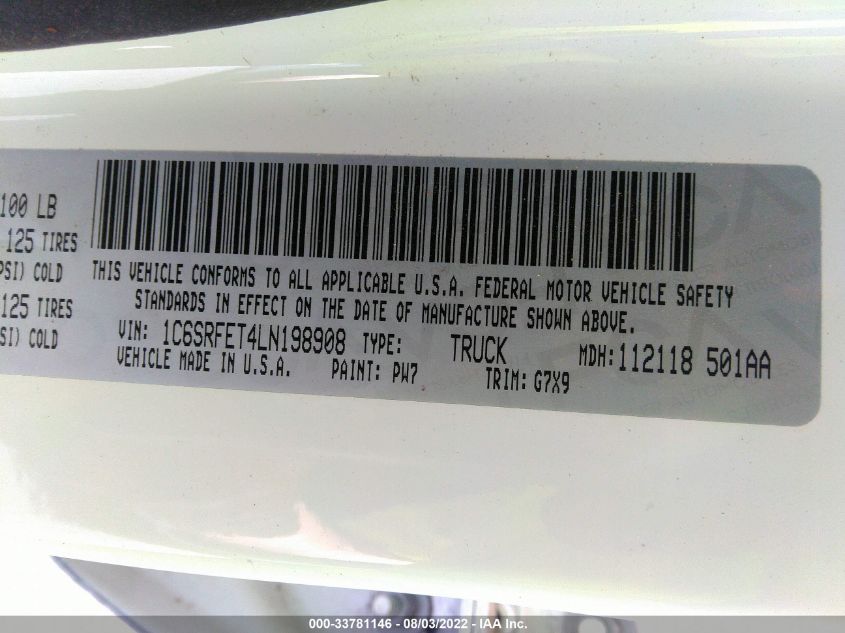 100 LB
125 TIRES
PSI) COLD
125 TIRES
SI) COLD
THIS VEHICLE CONFORMS TO ALL APPLICABLE U.S.A. FEDERAL MOTOR VEHICLE SAFETY
STANDARDS IN EFFECT ON THE DATE OF MANUFACTURE SHOWN ABOVE.
VIN: 1C6SRFET4LN198908 TYPE: TRUCK MDH: 112118 501AA
VEHICLE MADE IN U.S.A. PAINT: PW7 TRIM: G7X9
000-33781146 - 08/03/2022 - IAA Inc.